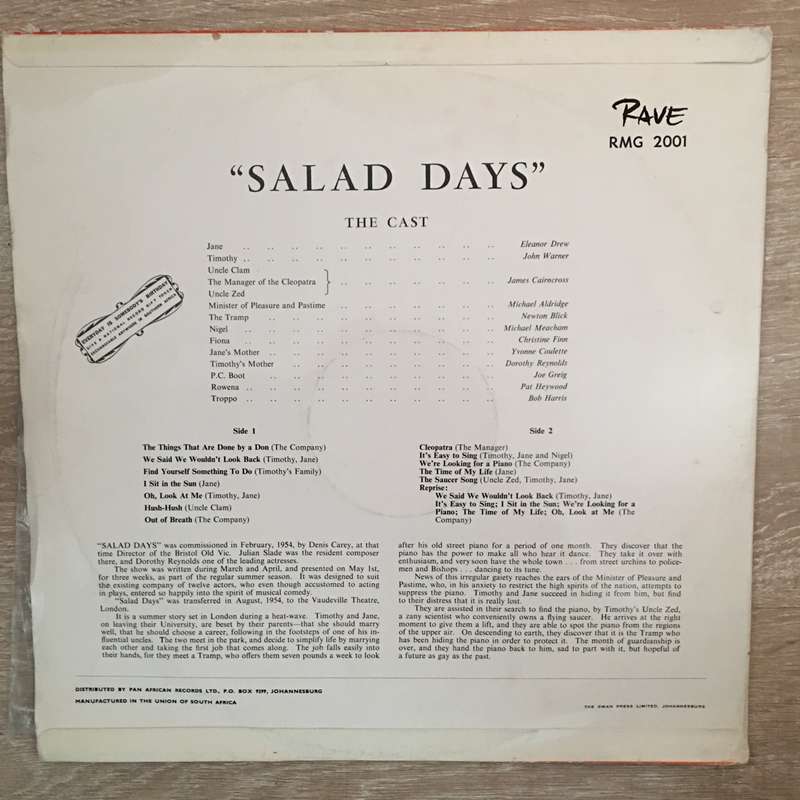 RAVE
RMG 2001
"SALAD DAYS"
THE CAST
Jane .. .. .. .. .. .. .. .. .. .. .. Eleanor Drew
Timothy .. .. .. .. .. .. .. .. .. .. .. John Warner
Uncle Clam
The Manager of the Cleopatra } .. .. .. .. .. .. .. James Cairncross
Uncle Zed
Minister of Pleasure and Pastime .. .. .. .. .. .. .. Michael Aldridge
The Tramp .. .. .. .. .. .. .. .. .. .. Newton Blick
Nigel .. .. .. .. .. .. .. .. .. .. .. Michael Meacham
Fiona .. .. .. .. .. .. .. .. .. .. .. Christine Finn
Jane's Mother .. .. .. .. .. .. .. .. .. .. Yvonne Coulette
Timothy's Mother .. .. .. .. .. .. .. .. .. Dorothy Reynolds
P.C. Boot .. .. .. .. .. .. .. .. .. .. Joe Greig
Rowena .. .. .. .. .. .. .. .. .. .. .. Pat Heywood
Troppo .. .. .. .. .. .. .. .. .. .. .. Bob Harris
EVERYDAY IS SOMEBODY'S BIRTHDAY
GIVE A NATIONAL RECORD GIFT TOKEN
EXCHANGEABLE ANYWHERE IN SOUTHERN AFRICA
Side 1
The Things That Are Done by a Don (The Company)
We Said We Wouldn't Look Back (Timothy, Jane)
Find Yourself Something To Do (Timothy's Family)
I Sit in the Sun (Jane)
Oh, Look At Me (Timothy, Jane)
Hush-Hush (Uncle Clam)
Out of Breath (The Company)
Side 2
Cleopatra (The Manager)
It's Easy to Sing (Timothy, Jane and Nigel)
We're Looking for a Piano (The Company)
The Time of My Life (Jane)
The Saucer Song (Uncle Zed, Timothy, Jane)
Reprise:
We Said We Wouldn't Look Back (Timothy, Jane)
It's Easy to Sing; I Sit in the Sun; We're Looking for a
Piano; The Time of My Life; Oh, Look at Me (The
Company)
"SALAD DAYS" was commissioned in February, 1954, by Denis Carey, at that
time Director of the Bristol Old Vic. Julian Slade was the resident composer
there, and Dorothy Reynolds one of the leading actresses.
The show was written during March and April, and presented on May 1st,
for three weeks, as part of the regular summer season. It was designed to suit
the existing company of twelve actors, who even though accustomed to acting
in plays, entered so happily into the spirit of musical comedy.
"Salad Days" was transferred in August, 1954, to the Vaudeville Theatre,
London.
It is a summer story set in London during a heat-wave. Timothy and Jane,
on leaving their University, are beset by their parents—that she should marry
well, that he should choose a career, following in the footsteps of one of his in-
fluential uncles. The two meet in the park, and decide to simplify life by marrying
each other and taking the first job that comes along. The job falls easily into
their hands, for they meet a Tramp, who offers them seven pounds a week to look
after his old street piano for a period of one month. They discover that the
piano has the power to make all who hear it dance. They take it over with
enthusiasm, and very soon have the whole town . . . from street urchins to police-
men and Bishops . . . dancing to its tune.
News of this irregular gaiety reaches the ears of the Minister of Pleasure and
Pastime, who, in his anxiety to restrict the high spirits of the nation, attempts to
suppress the piano. Timothy and Jane succeed in hiding it from him, but find
to their distress that it is really lost.
They are assisted in their search to find the piano, by Timothy's Uncle Zed,
a zany scientist who conveniently owns a flying saucer. He arrives at the right
moment to give them a lift, and they are able to spot the piano from the regions
of the upper air. On descending to earth, they discover that it is the Tramp who
has been hiding the piano in order to protect it. The month of guardianship is
over, and they hand the piano back to him, sad to part with it, but hopeful of
a future as gay as the past.
DISTRIBUTED BY PAN AFRICAN RECORDS LTD., P.O. BOX 9299, JOHANNESBURG
MANUFACTURED IN THE UNION OF SOUTH AFRICA
THE SWAN PRESS LIMITED, JOHANNESBURG